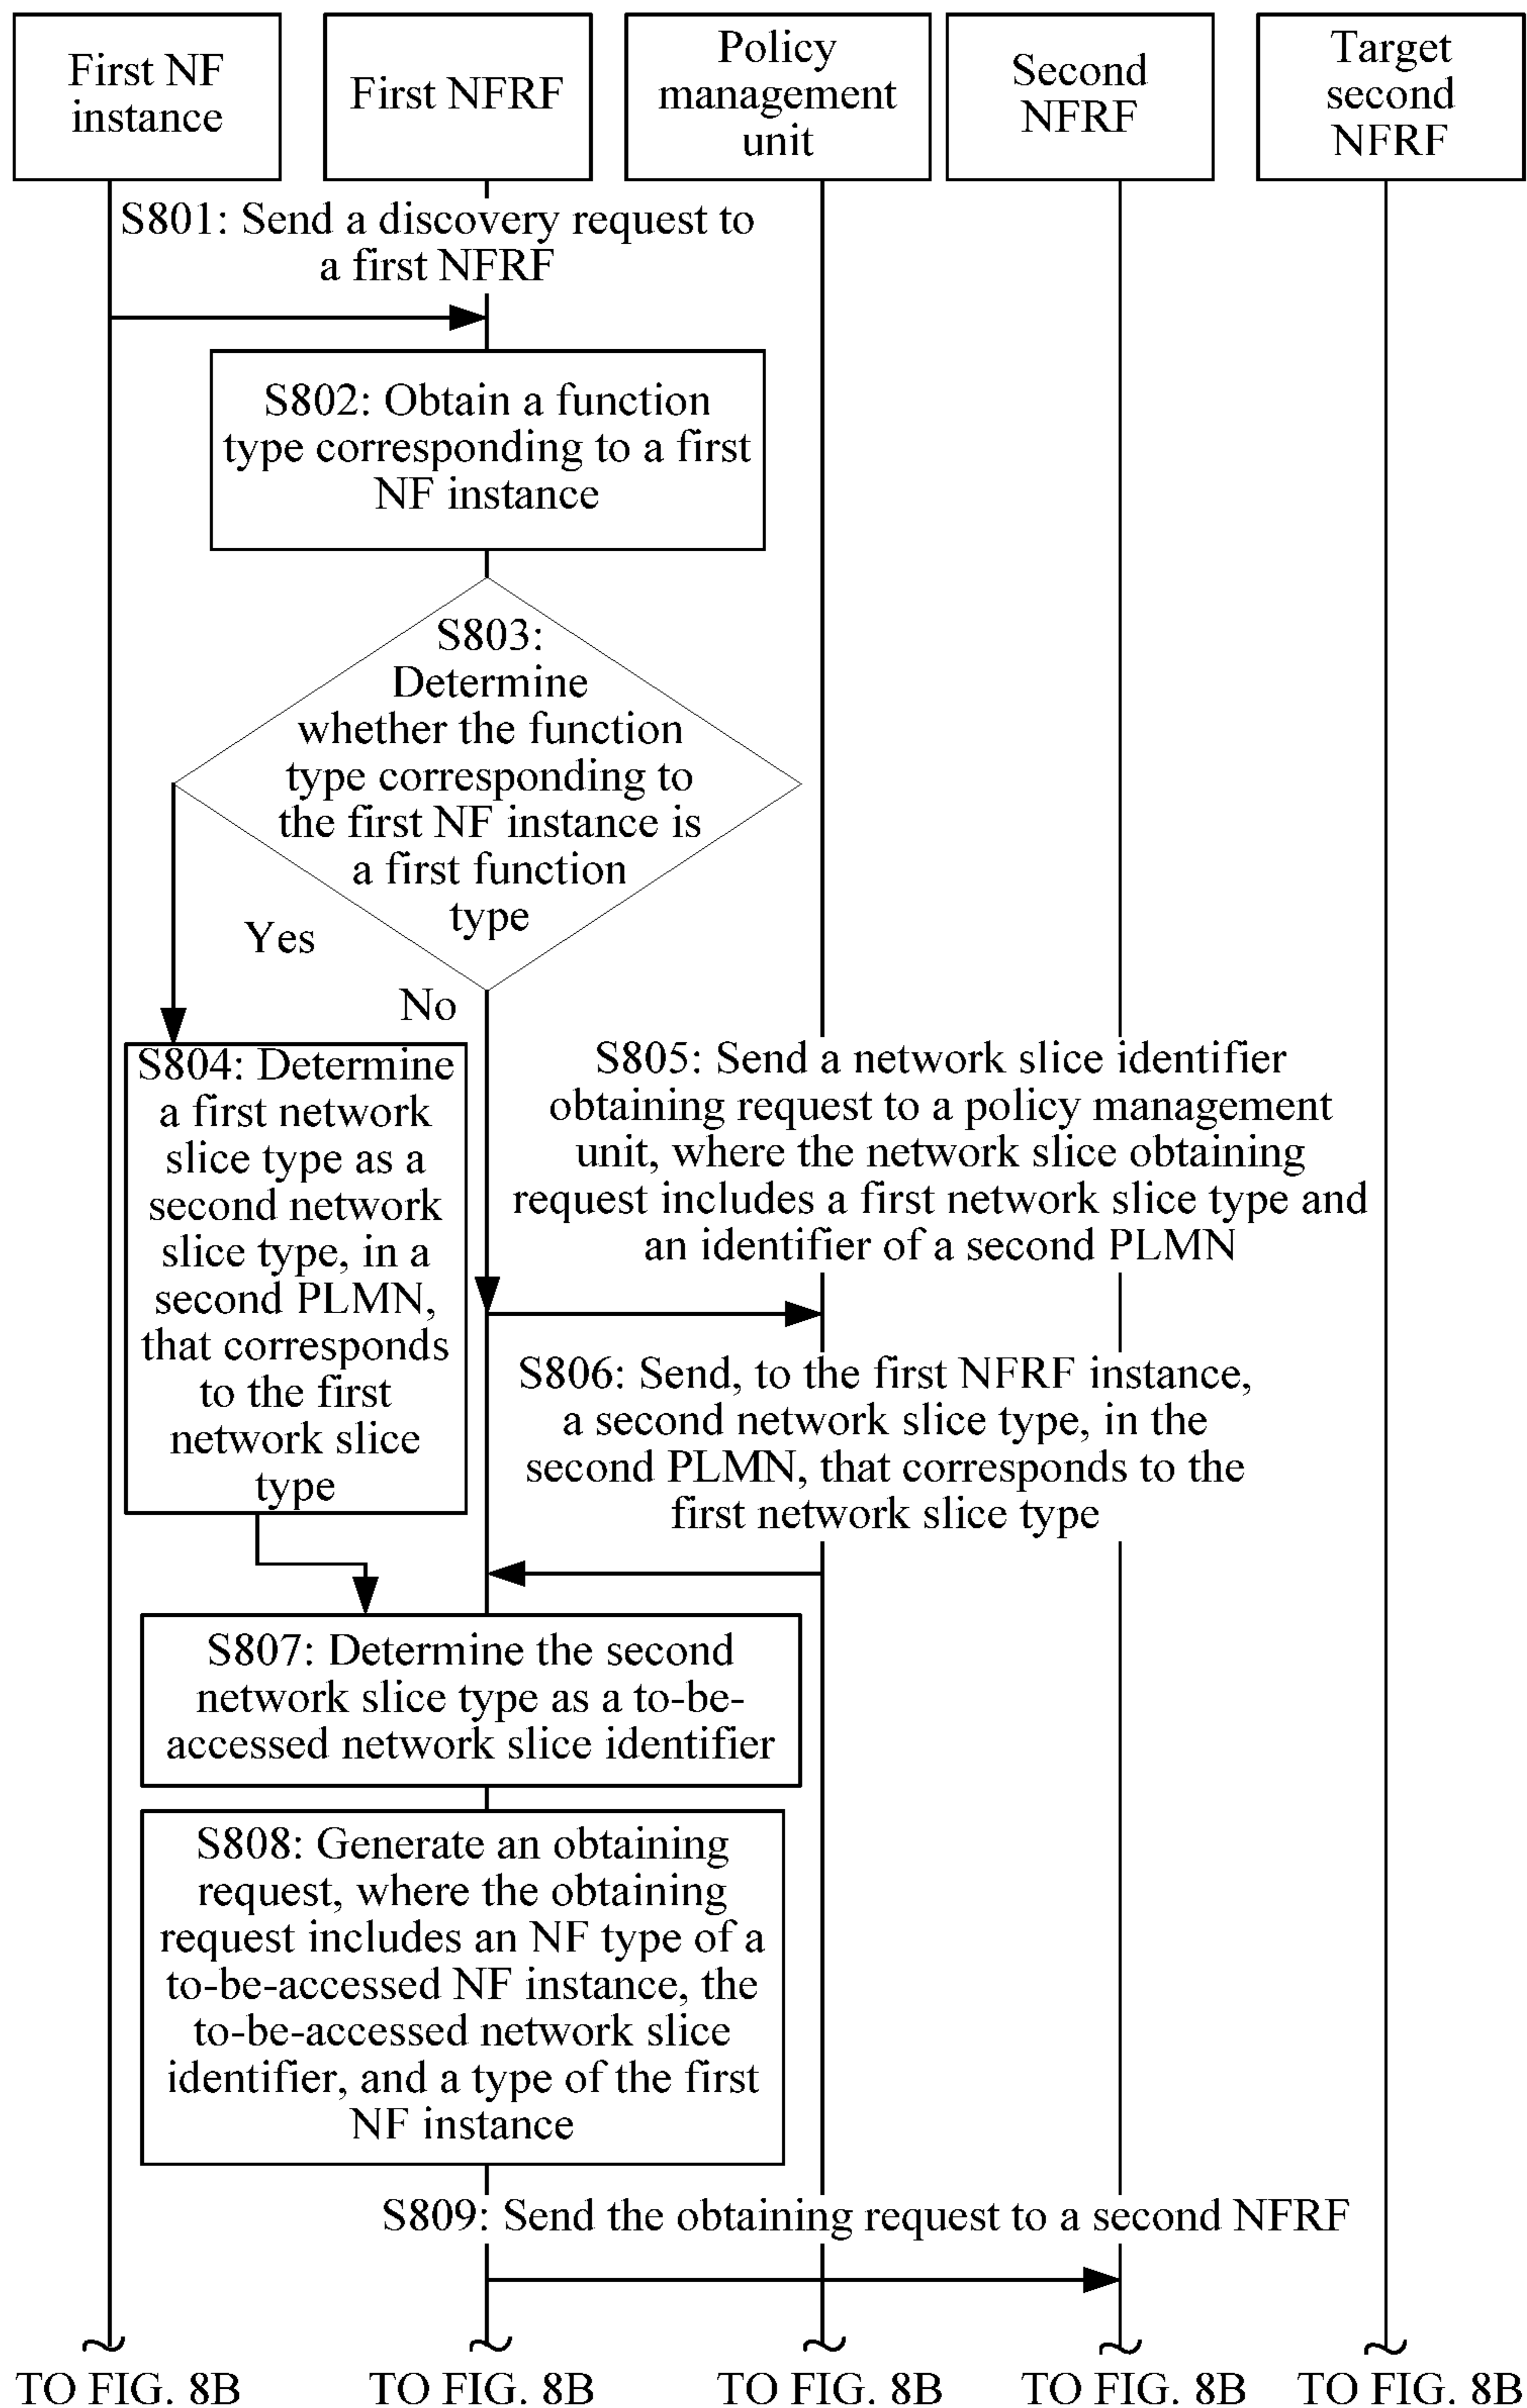 First NF
instance
First NFRF
Policy
management
unit
Second
NFRF
Target
second
NFRF
S801: Send a discovery request to
a first NFRF
S802: Obtain a function
type corresponding to a first
NF instance
S803:
Determine
whether the function
type corresponding to
the first NF instance is
a first function
type
Yes
No
S804: Determine
a first network
slice type as a
second network
slice type, in a
second PLMN,
that corresponds
to the first
network slice
type
S805: Send a network slice identifier
obtaining request to a policy management
unit, where the network slice obtaining
request includes a first network slice type and
an identifier of a second PLMN
S806: Send, to the first NFRF instance,
a second network slice type, in the
second PLMN, that corresponds to the
first network slice type
S807: Determine the second
network slice type as a to-be-
accessed network slice identifier
S808: Generate an obtaining
request, where the obtaining
request includes an NF type of a
to-be-accessed NF instance, the
to-be-accessed network slice
identifier, and a type of the first
NF instance
S809: Send the obtaining request to a second NFRF
TO FIG. 8B
TO FIG. 8B
TO FIG. 8B
TO FIG. 8B
TO FIG. 8B